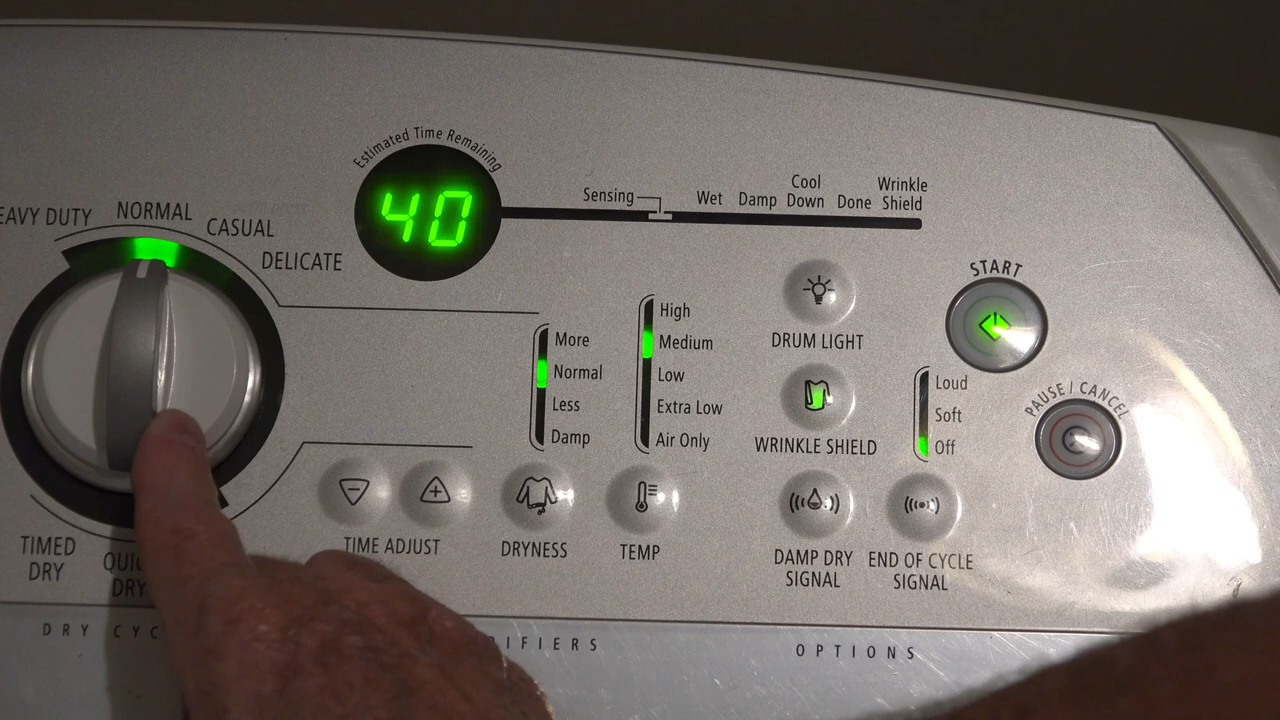 Estimated Time Remaining
40
Sensing
Wet
Damp
Cool
Down
Done
Wrinkle
Shield
EAVY DUTY
NORMAL
CASUAL
DELICATE
START
High
Medium
Low
Extra Low
Air Only
More
Normal
Less
Damp
DRUM LIGHT
WRINKLE SHIELD
Loud
Soft
Off
PAUSE / CANCEL
TIMED
DRY
DRY
TIME ADJUST
DRYNESS
TEMP
DAMP DRY
SIGNAL
END OF CYCLE
SIGNAL
DRY CYC
IFIERS
OPTIONS